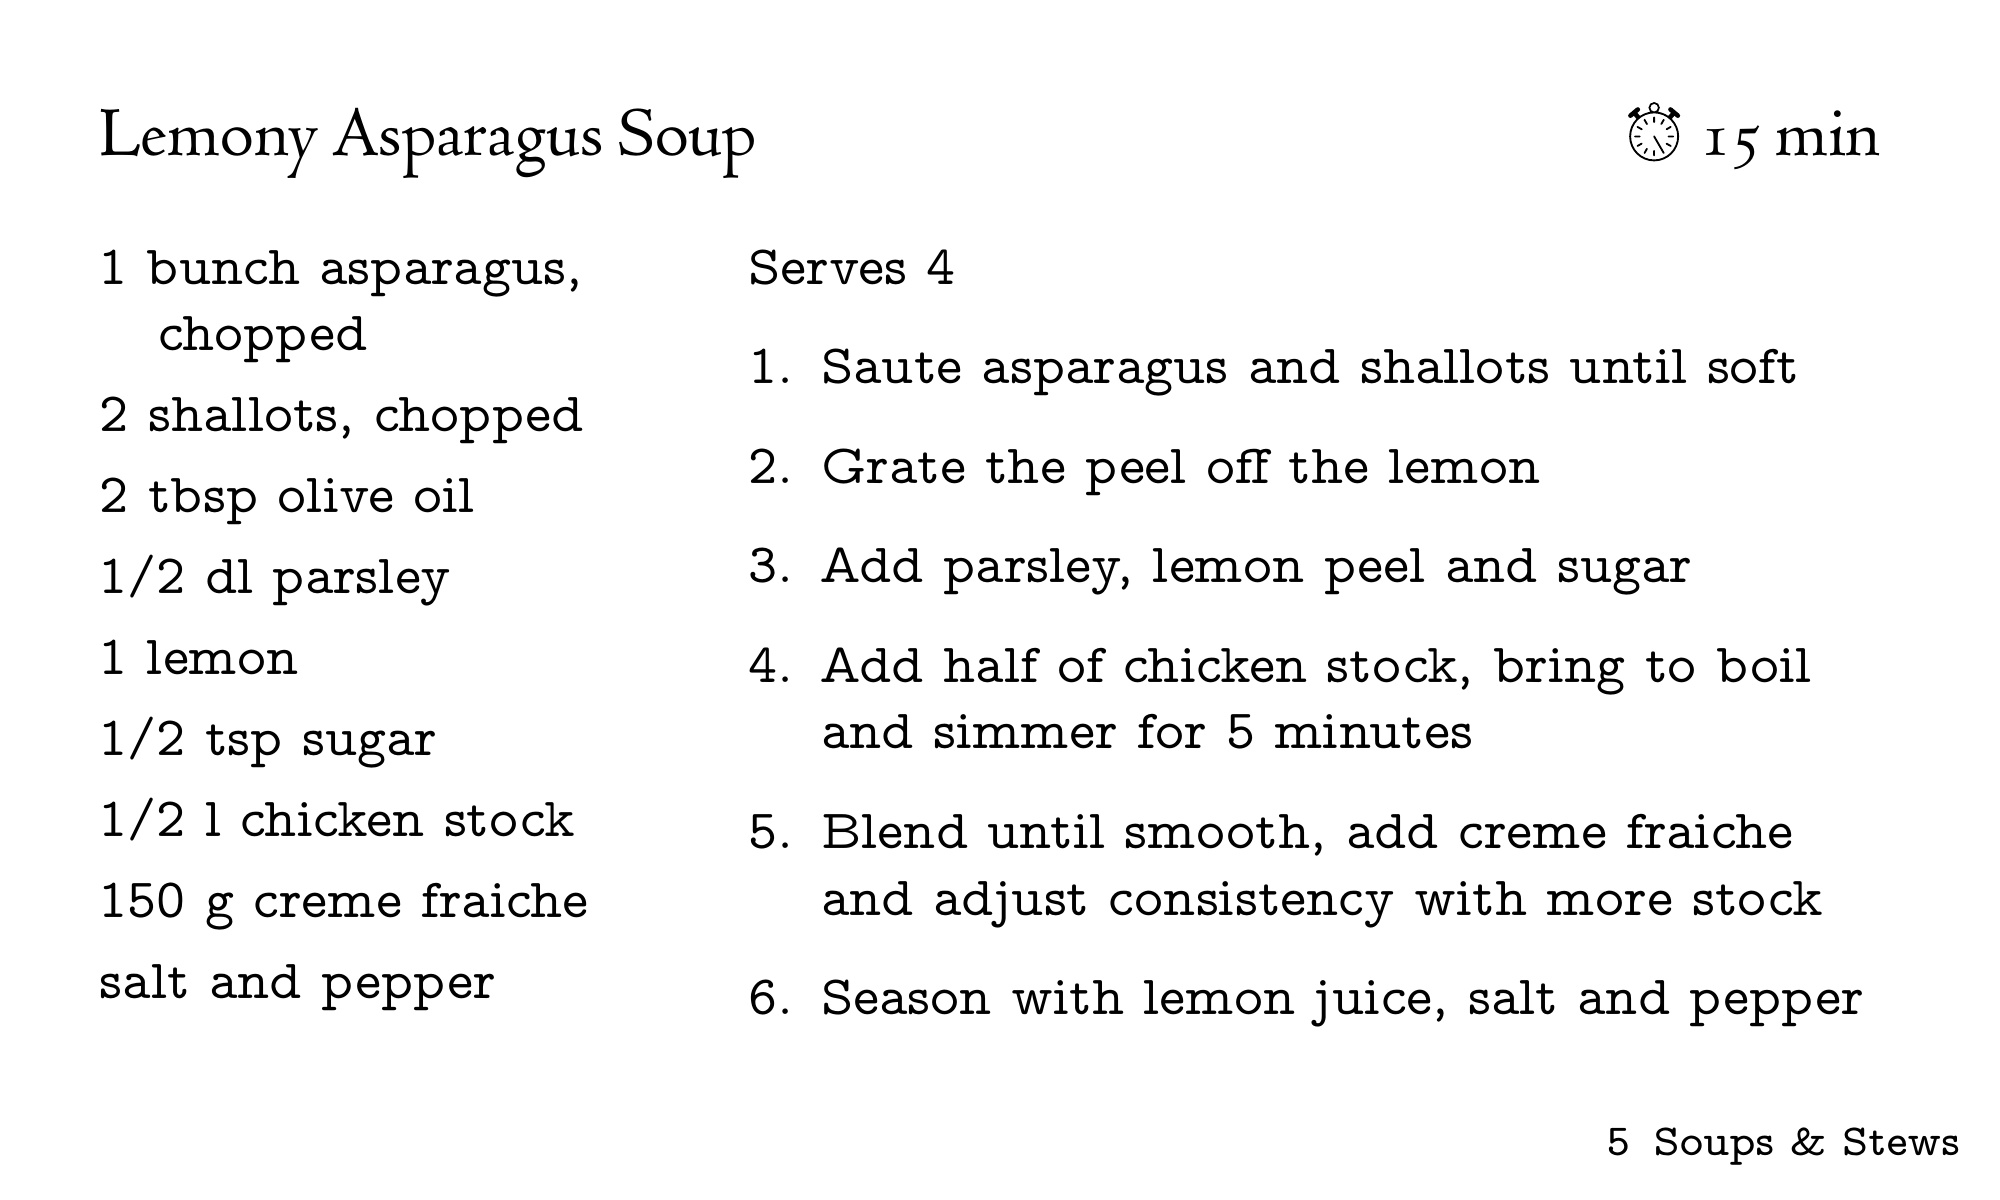 Lemony Asparagus Soup
15 min
1 bunch asparagus,
chopped
2 shallots, chopped
2 tbsp olive oil
1/2 dl parsley
1 lemon
1/2 tsp sugar
1/2 l chicken stock
150 g creme fraiche
salt and pepper
Serves 4
1. Saute asparagus and shallots until soft
2. Grate the peel off the lemon
3. Add parsley, lemon peel and sugar
4. Add half of chicken stock, bring to boil
and simmer for 5 minutes
5. Blend until smooth, add creme fraiche
and adjust consistency with more stock
6. Season with lemon juice, salt and pepper
5 Soups & Stews